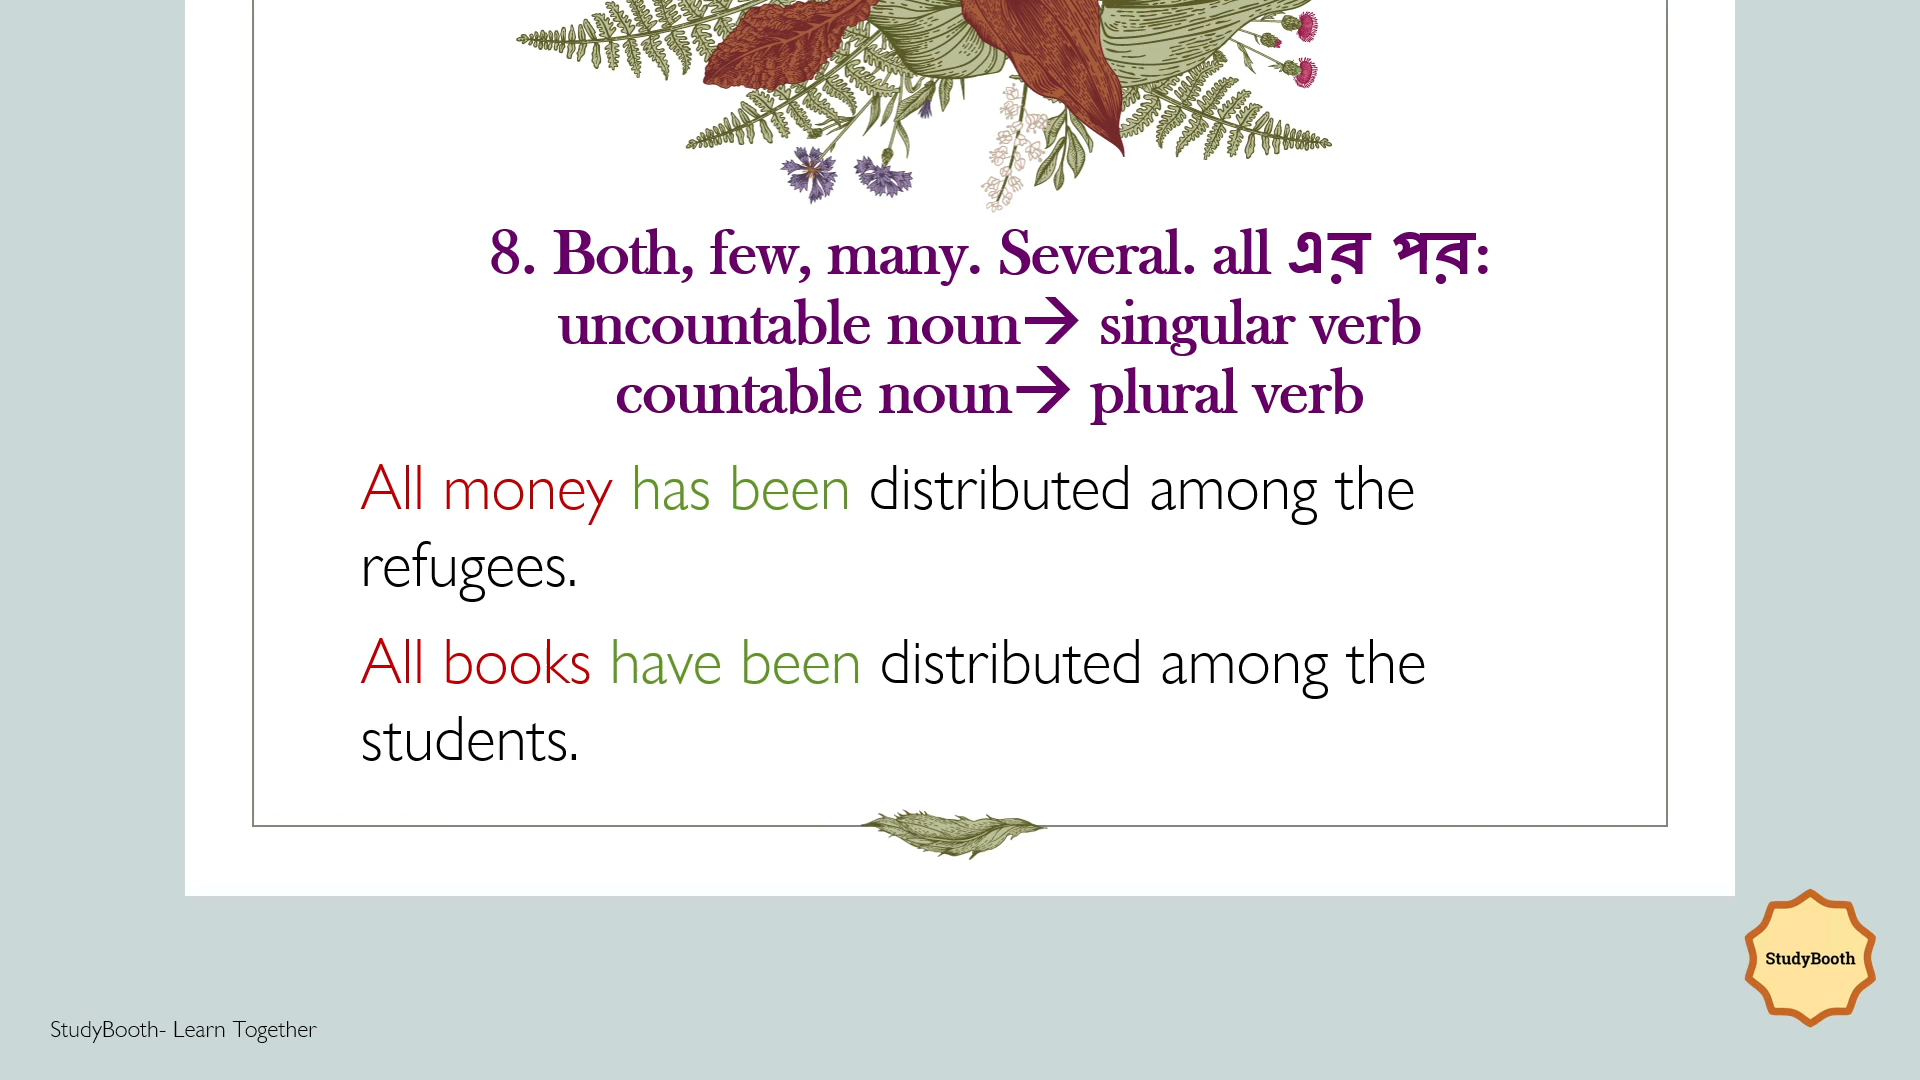 8. Both, few, many. Several. all এর পর:
uncountable noun→ singular verb
countable noun→ plural verb
All money has been distributed among the
refugees.
All books have been distributed among the
students.
StudyBooth
StudyBooth- Learn Together